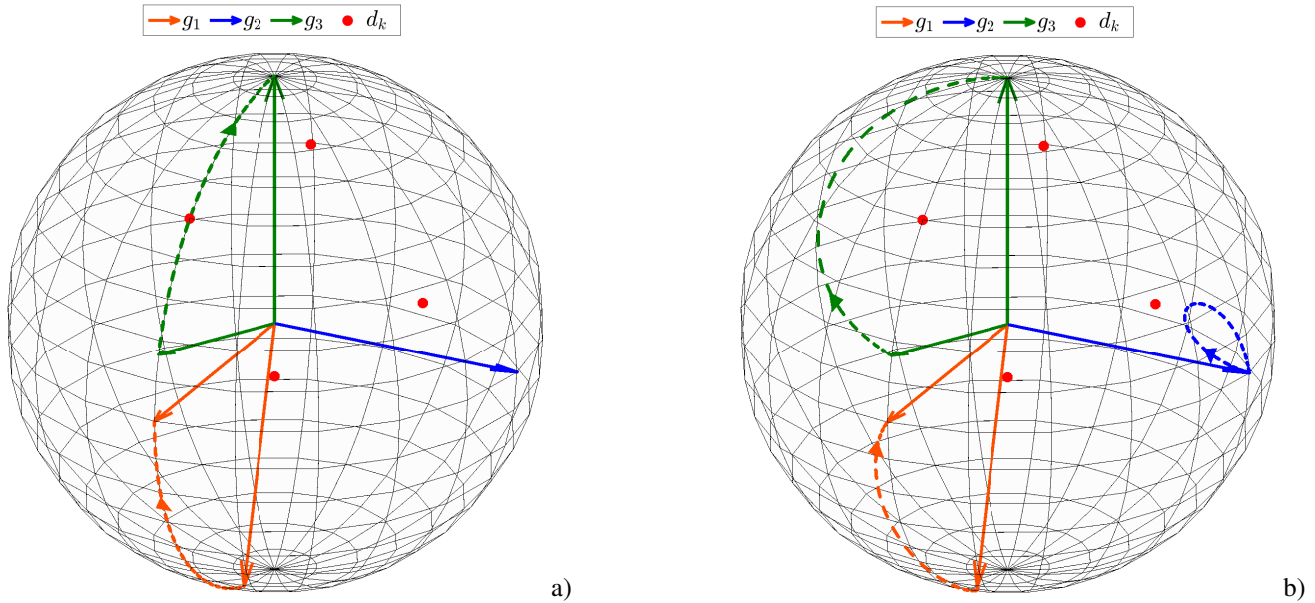 g₁ g₂ g₃ dₖ
g₁ g₂ g₃ dₖ
a)
b)